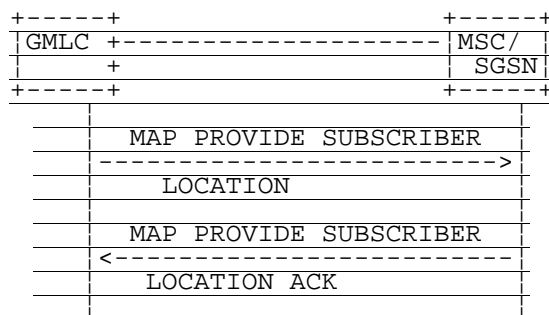 +-----+ +-----+
¦GMLC +--------------------¦MSC/ ¦
¦ + ¦ SGSN¦
+-----+ +-----+
¦ ¦
¦ MAP PROVIDE SUBSCRIBER ¦
¦------------------------->¦
¦ LOCATION ¦
¦ ¦
¦ MAP PROVIDE SUBSCRIBER ¦
¦<-------------------------¦
¦ LOCATION ACK ¦
¦ ¦